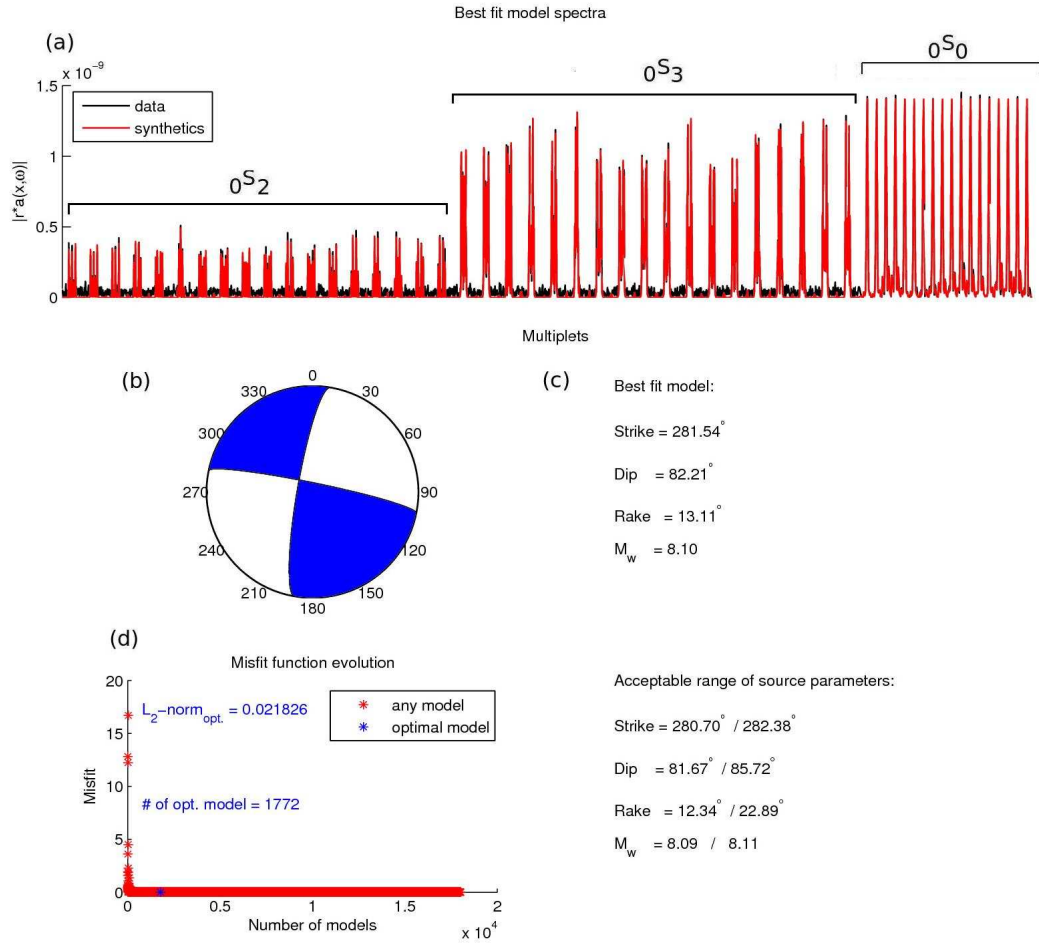 Best fit model spectra
(a)
x 10⁻⁹
1.5
1
0.5
0
|r*a(x,ω)|
data
synthetics
₀S₂
₀S₃
₀S₀
Multiplets
(b)
0
30
60
90
120
150
180
210
240
270
300
330
(c)
Best fit model:
Strike = 281.54°
Dip = 82.21°
Rake = 13.11°
M_w = 8.10
(d)
Misfit function evolution
20
15
10
5
0
Misfit
L₂−norm_opt. = 0.021826
# of opt. model = 1772
any model
optimal model
0 0.5 1 1.5 2
x 10⁴
Number of models
Acceptable range of source parameters:
Strike = 280.70° / 282.38°
Dip = 81.67° / 85.72°
Rake = 12.34° / 22.89°
M_w = 8.09 / 8.11